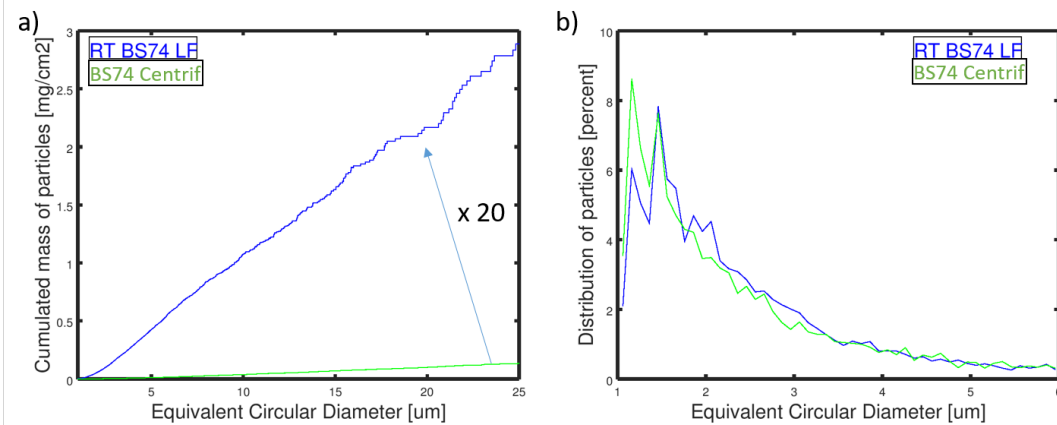 a)
RT BS74 LF
BS74 Centrif
Cumulated mass of particles [mg/cm2]
3
2.5
2
1.5
1
0.5
0
x 20
5
10
15
20
25
Equivalent Circular Diameter [um]
b)
RT BS74 LF
BS74 Centrif
Distribution of particles [percent]
10
8
6
4
2
0
1
2
3
4
5
6
Equivalent Circular Diameter [um]